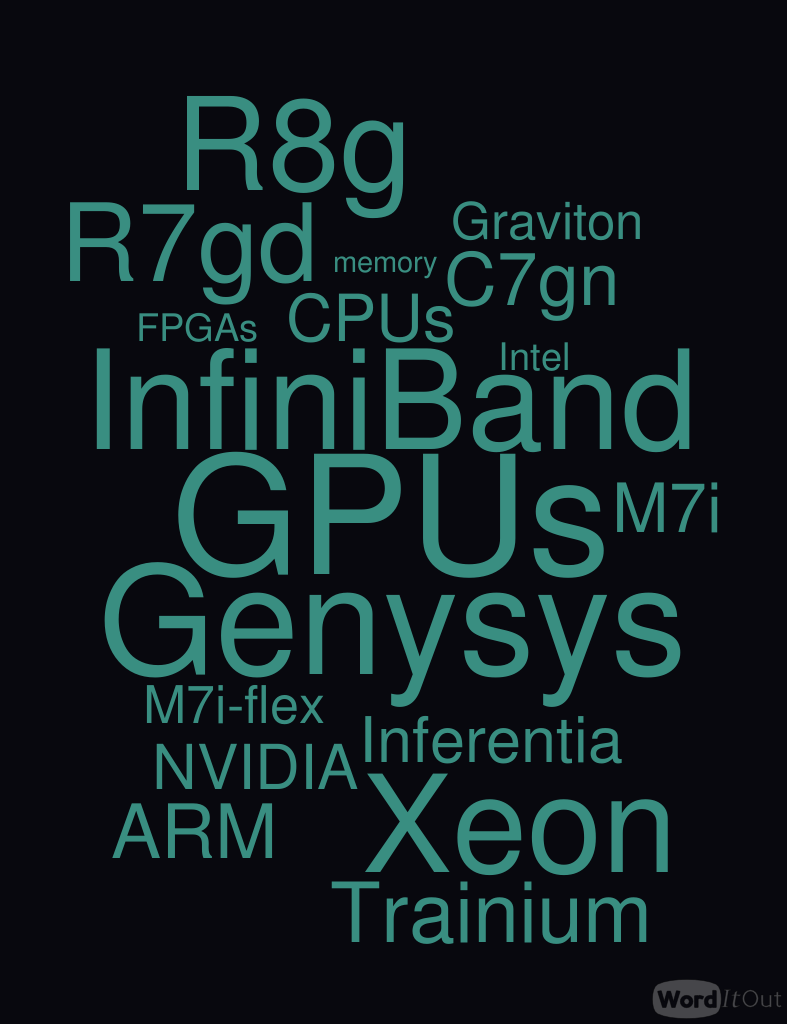 R8g
R7gd
Graviton
memory
C7gn
FPGAs
CPUs
Intel
InfiniBand
GPUs
M7i
Genysys
M7i-flex
Inferentia
NVIDIA
Xeon
ARM
Trainium
WordItOut